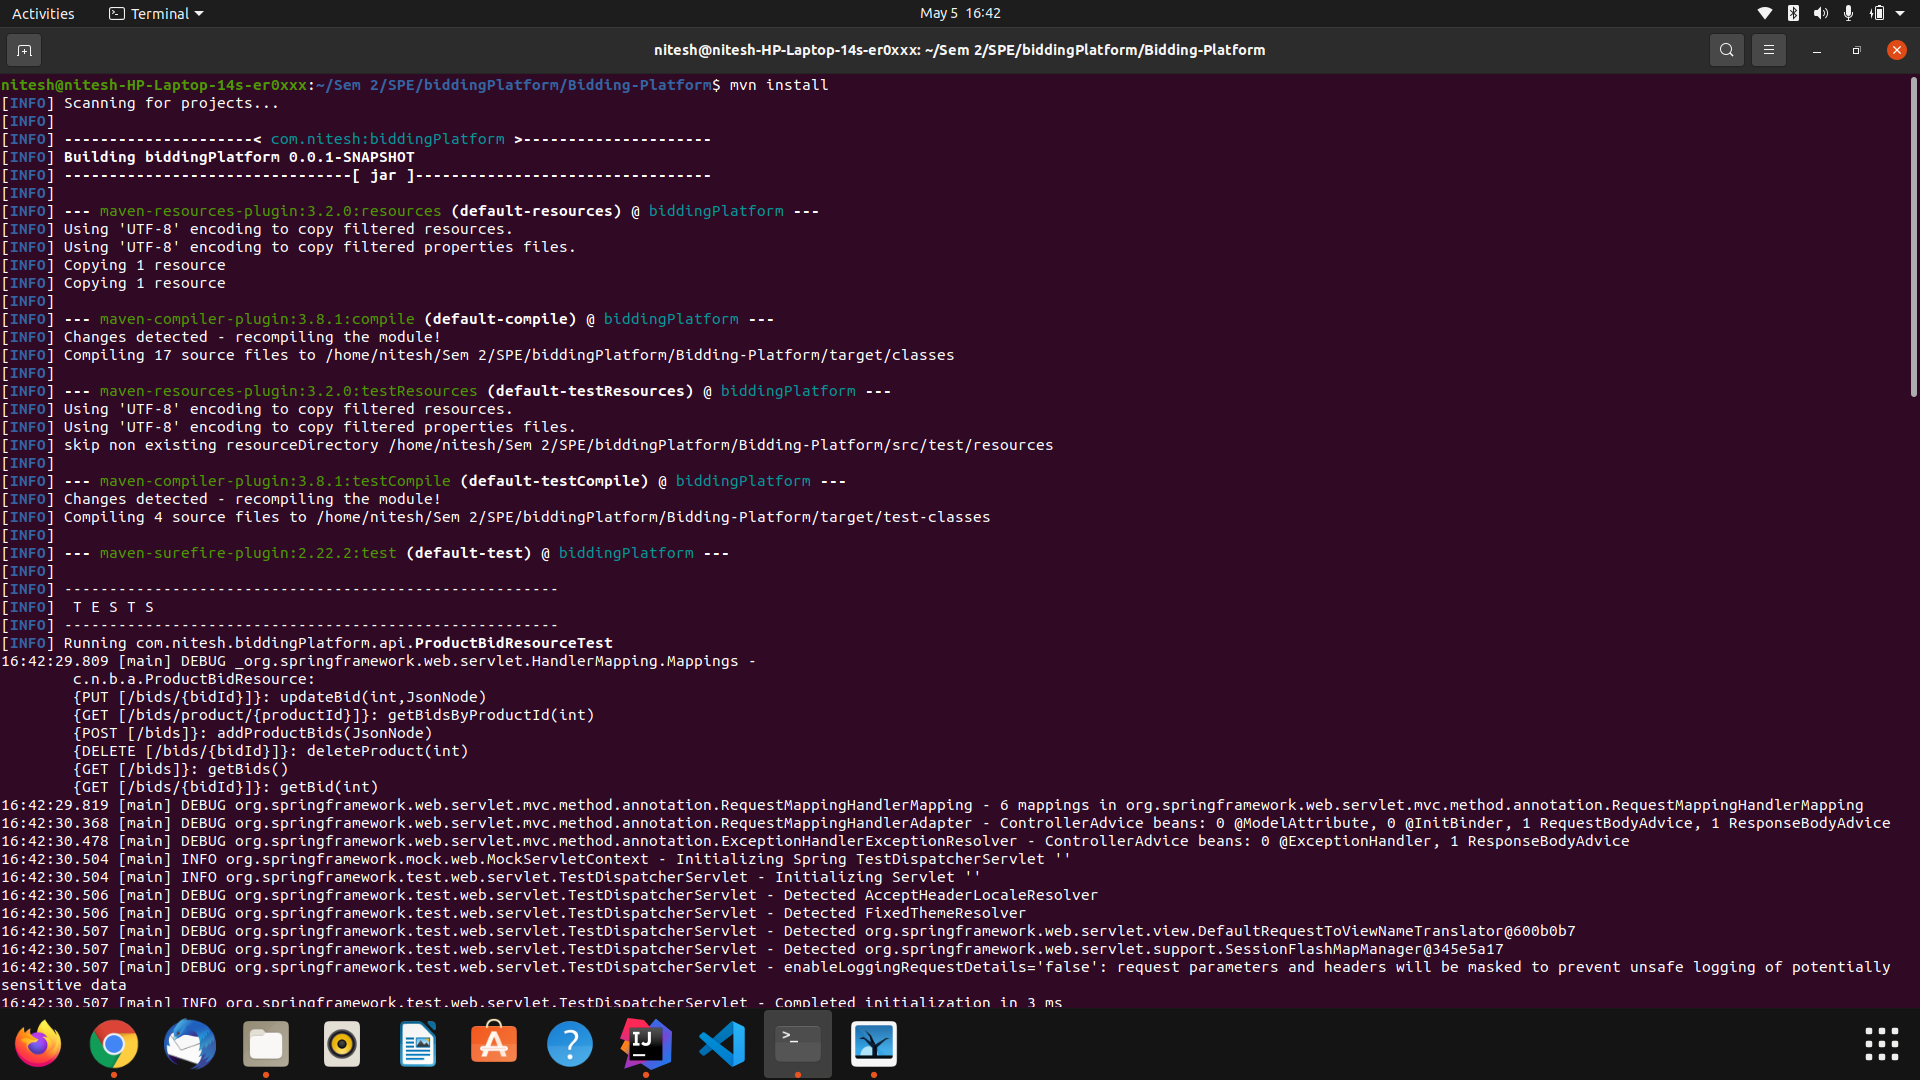 Activities Terminal May 5 16:42
nitesh@nitesh-HP-Laptop-14s-er0xxx: ~/Sem 2/SPE/biddingPlatform/Bidding-Platform
nitesh@nitesh-HP-Laptop-14s-er0xxx:~/Sem 2/SPE/biddingPlatform/Bidding-Platform$ mvn install
[INFO] Scanning for projects...
[INFO]
[INFO] ---------------------< com.nitesh:biddingPlatform >---------------------
[INFO] Building biddingPlatform 0.0.1-SNAPSHOT
[INFO] --------------------------------[ jar ]---------------------------------
[INFO]
[INFO] --- maven-resources-plugin:3.2.0:resources (default-resources) @ biddingPlatform ---
[INFO] Using 'UTF-8' encoding to copy filtered resources.
[INFO] Using 'UTF-8' encoding to copy filtered properties files.
[INFO] Copying 1 resource
[INFO] Copying 1 resource
[INFO]
[INFO] --- maven-compiler-plugin:3.8.1:compile (default-compile) @ biddingPlatform ---
[INFO] Changes detected - recompiling the module!
[INFO] Compiling 17 source files to /home/nitesh/Sem 2/SPE/biddingPlatform/Bidding-Platform/target/classes
[INFO]
[INFO] --- maven-resources-plugin:3.2.0:testResources (default-testResources) @ biddingPlatform ---
[INFO] Using 'UTF-8' encoding to copy filtered resources.
[INFO] Using 'UTF-8' encoding to copy filtered properties files.
[INFO] skip non existing resourceDirectory /home/nitesh/Sem 2/SPE/biddingPlatform/Bidding-Platform/src/test/resources
[INFO]
[INFO] --- maven-compiler-plugin:3.8.1:testCompile (default-testCompile) @ biddingPlatform ---
[INFO] Changes detected - recompiling the module!
[INFO] Compiling 4 source files to /home/nitesh/Sem 2/SPE/biddingPlatform/Bidding-Platform/target/test-classes
[INFO]
[INFO] --- maven-surefire-plugin:2.22.2:test (default-test) @ biddingPlatform ---
[INFO]
[INFO] -------------------------------------------------------
[INFO]  T E S T S
[INFO] -------------------------------------------------------
[INFO] Running com.nitesh.biddingPlatform.api.ProductBidResourceTest
16:42:29.809 [main] DEBUG _org.springframework.web.servlet.HandlerMapping.Mappings -
c.n.b.a.ProductBidResource:
{PUT [/bids/{bidId}]}: updateBid(int,JsonNode)
{GET [/bids/product/{productId}]}: getBidsByProductId(int)
{POST [/bids]}: addProductBids(JsonNode)
{DELETE [/bids/{bidId}]}: deleteProduct(int)
{GET [/bids]}: getBids()
{GET [/bids/{bidId}]}: getBid(int)
16:42:29.819 [main] DEBUG org.springframework.web.servlet.mvc.method.annotation.RequestMappingHandlerMapping - 6 mappings in org.springframework.web.servlet.mvc.method.annotation.RequestMappingHandlerMapping
16:42:30.368 [main] DEBUG org.springframework.web.servlet.mvc.method.annotation.RequestMappingHandlerAdapter - ControllerAdvice beans: 0 @ModelAttribute, 0 @InitBinder, 1 RequestBodyAdvice, 1 ResponseBodyAdvice
16:42:30.478 [main] DEBUG org.springframework.web.servlet.mvc.method.annotation.ExceptionHandlerExceptionResolver - ControllerAdvice beans: 0 @ExceptionHandler, 1 ResponseBodyAdvice
16:42:30.504 [main] INFO org.springframework.mock.web.MockServletContext - Initializing Spring TestDispatcherServlet ''
16:42:30.504 [main] INFO org.springframework.test.web.servlet.TestDispatcherServlet - Initializing Servlet ''
16:42:30.506 [main] DEBUG org.springframework.test.web.servlet.TestDispatcherServlet - Detected AcceptHeaderLocaleResolver
16:42:30.506 [main] DEBUG org.springframework.test.web.servlet.TestDispatcherServlet - Detected FixedThemeResolver
16:42:30.507 [main] DEBUG org.springframework.test.web.servlet.TestDispatcherServlet - Detected org.springframework.web.servlet.view.DefaultRequestToViewNameTranslator@600b0b7
16:42:30.507 [main] DEBUG org.springframework.test.web.servlet.TestDispatcherServlet - Detected org.springframework.web.servlet.support.SessionFlashMapManager@345e5a17
16:42:30.507 [main] DEBUG org.springframework.test.web.servlet.TestDispatcherServlet - enableLoggingRequestDetails='false': request parameters and headers will be masked to prevent unsafe logging of potentially
sensitive data
16:42:30.507 [main] INFO org.springframework.test.web.servlet.TestDispatcherServlet - Completed initialization in 3 ms